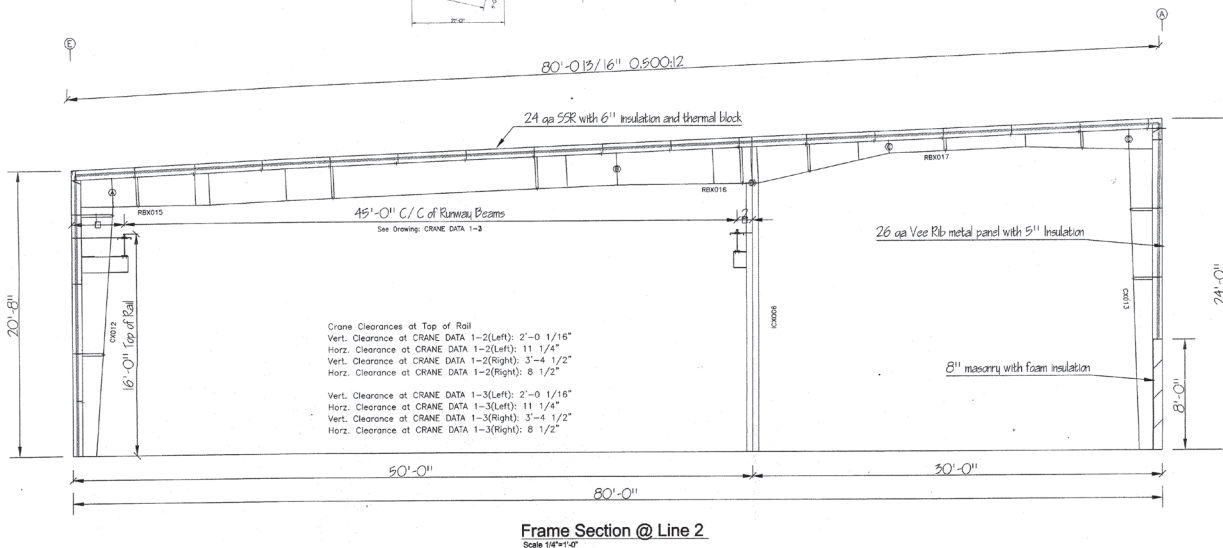 21'-0"
E
A
80'-0 13/16" 0.500:12
24 ga SSR with 6" insulation and thermal block
RBX017
RBX016
RBX015
45'-0" C/C of Runway Beams
See Drawing: CRANE DATA 1-3
26 ga Vee Rib metal panel with 5" Insulation
20'-8"
CX012
16'-0" Top of Rail
CX013
24'-0"
Crane Clearances at Top of Rail
Vert. Clearance at CRANE DATA 1-2(Left): 2'-0 1/16"
Horz. Clearance at CRANE DATA 1-2(Left): 11 1/4"
Vert. Clearance at CRANE DATA 1-2(Right): 3'-4 1/2"
Horz. Clearance at CRANE DATA 1-2(Right): 8 1/2"
Vert. Clearance at CRANE DATA 1-3(Left): 2'-0 1/16"
Horz. Clearance at CRANE DATA 1-3(Left): 11 1/4"
Vert. Clearance at CRANE DATA 1-3(Right): 3'-4 1/2"
Horz. Clearance at CRANE DATA 1-3(Right): 8 1/2"
8" masonry with foam insulation
8'-0"
50'-0"
30'-0"
80'-0"
Frame Section @ Line 2
Scale 1/4"=1'-0"